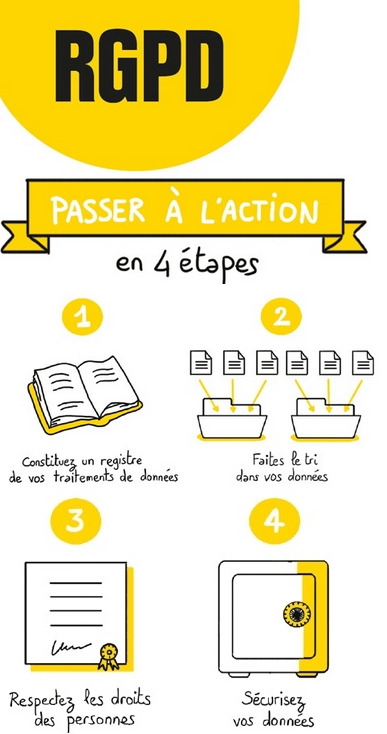 RGPD
PASSER À L'ACTION
en 4 étapes
1
2
Constituez un registre
de vos traitements de données
Faites le tri
dans vos données
3
4
Respectez les droits
des personnes
Sécurisez
vos données